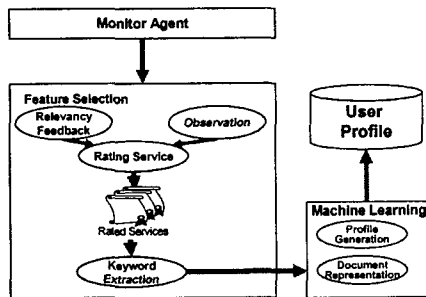 Monitor Agent
Feature Selection
Relevancy
Feedback
Observation
Rating Service
Rated Services
Keyword
Extraction
User
Profile
Machine Learning
Profile
Generation
Document
Representation